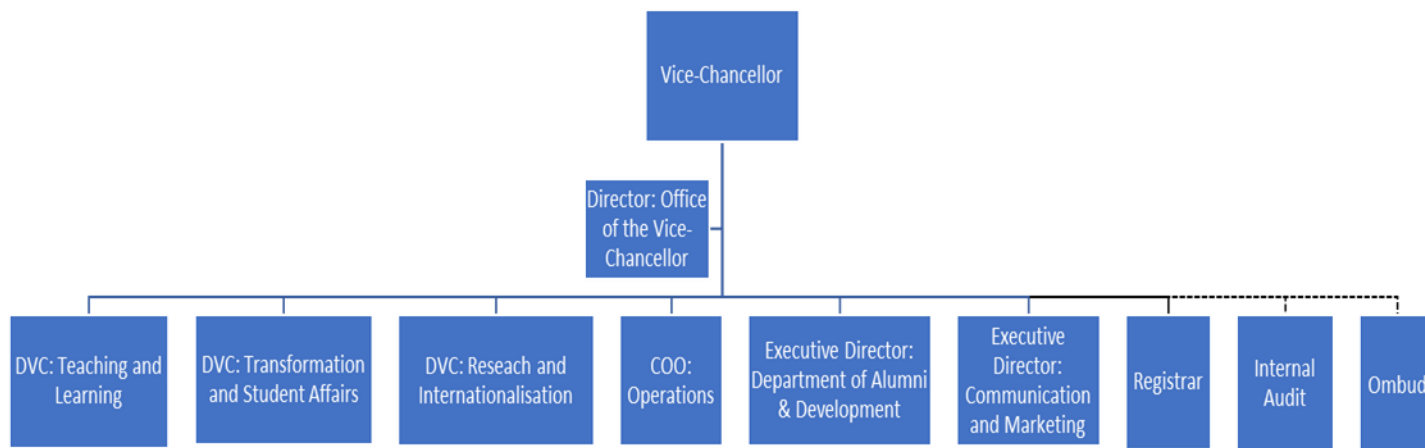 Vice-Chancellor
Director: Office
of the Vice-
Chancellor
DVC: Teaching and
Learning
DVC: Transformation
and Student Affairs
DVC: Reseach and
Internationalisation
COO:
Operations
Executive Director:
Department of Alumni
& Development
Executive
Director:
Communication
and Marketing
Registrar
Internal
Audit
Ombud